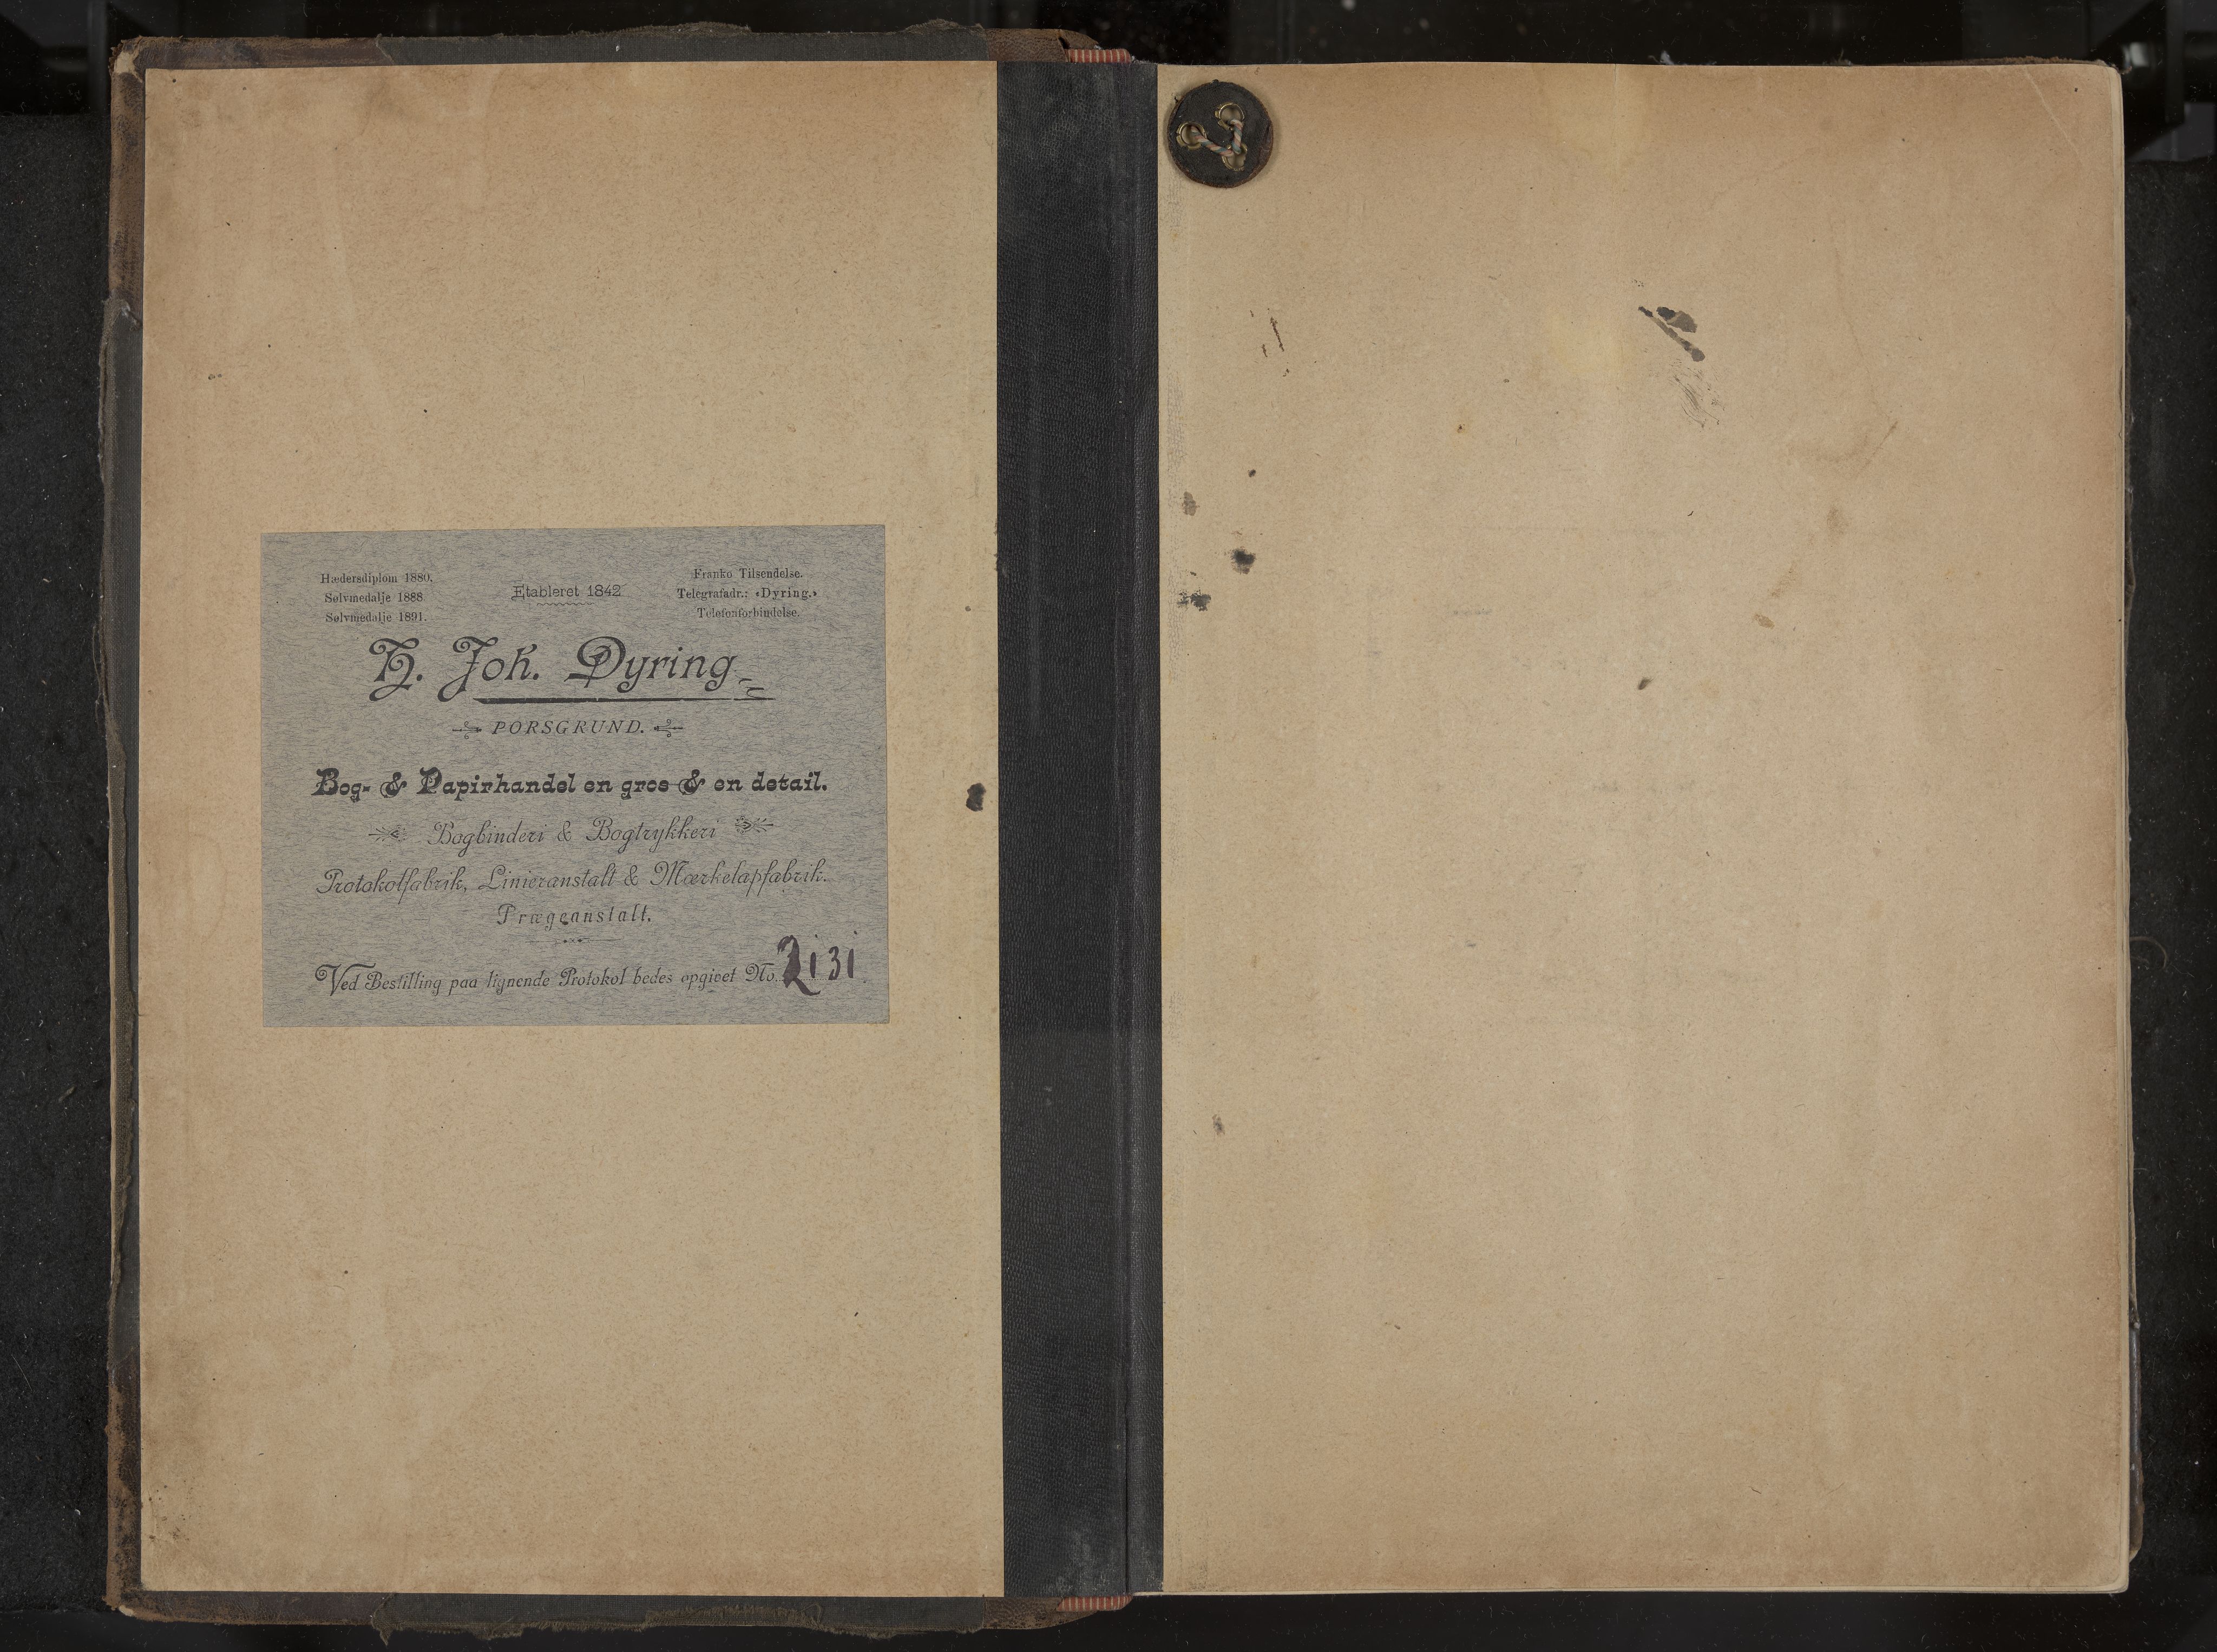 Hædersdiplom 1880.
Sølvmedalje 1888
Sølvmedalje 1891.
Etableret 1842
Franko Tilsendelse.
Telegrafadr.: «Dyring.»
Telefonforbindelse.
H. Joh. Dyring
PORSGRUND.
Bog- & Papirhandel en gros & en detail.
Bogbinderi & Bogtrykkeri
Protokolfabrik, Linieranstalt & Mærkelapfabrik.
Prægeanstalt.
Ved Bestilling paa lignende Protokol bedes opgivet No. 2131